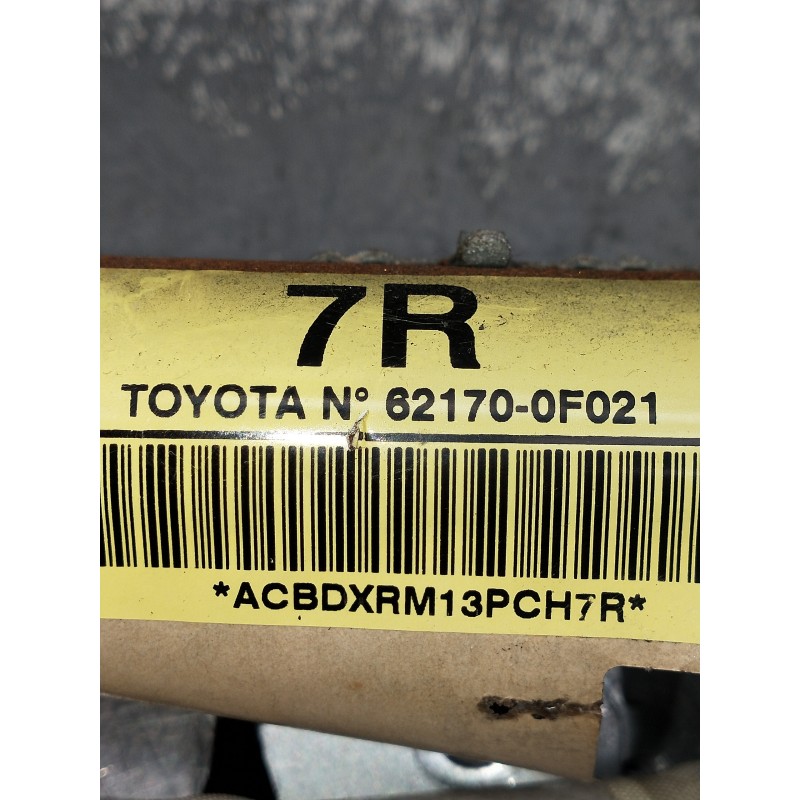 7R
TOYOTA N° 62170-0F021
*ACBDXRM13PCH7R*